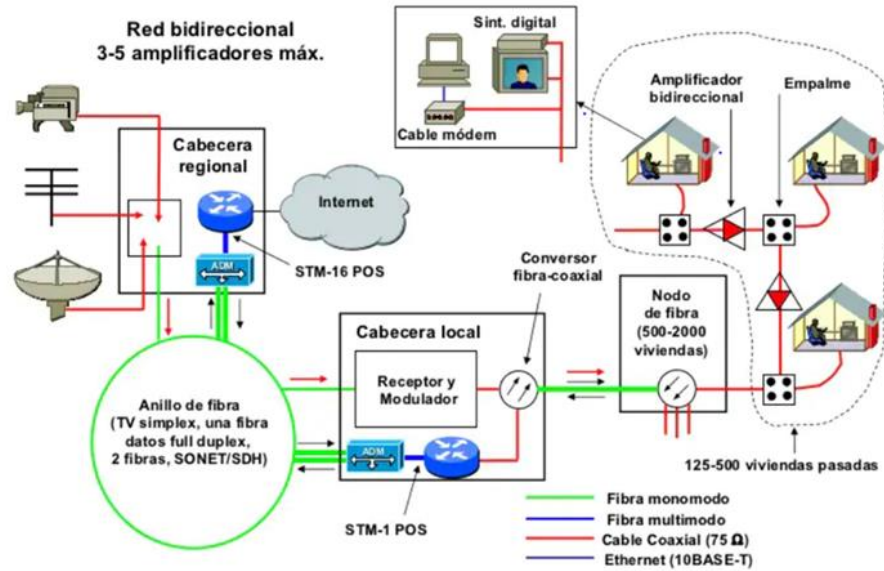 Red bidireccional
3-5 amplificadores máx.
Sint. digital
Cable módem
Amplificador
bidireccional
Empalme
Cabecera
regional
Internet
ADM
STM-16 POS
Conversor
fibra-coaxial
Nodo
de fibra
(500-2000
viviendas)
Cabecera local
Receptor y
Modulador
Anillo de fibra
(TV simplex, una fibra
datos full duplex,
2 fibras, SONET/SDH)
ADM
STM-1 POS
125-500 viviendas pasadas
Fibra monomodo
Fibra multimodo
Cable Coaxial (75 Ω)
Ethernet (10BASE-T)